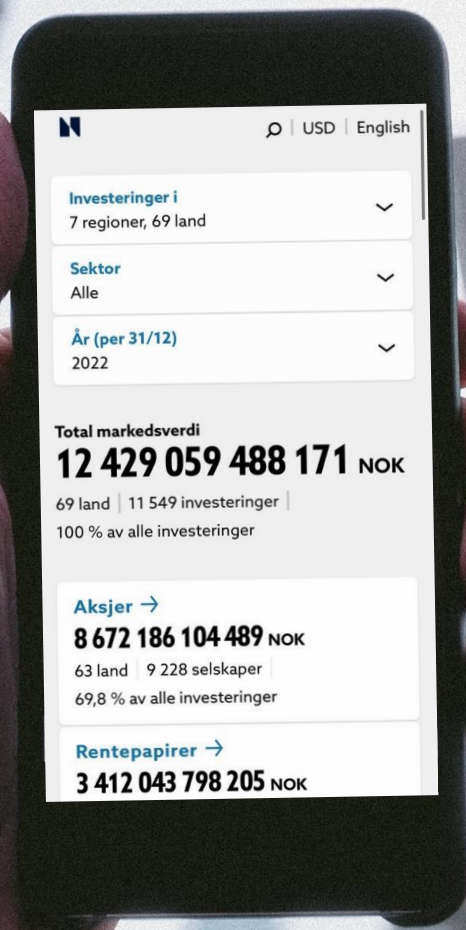 USD | English
Investeringer i
7 regioner, 69 land
Sektor
Alle
År (per 31/12)
2022
Total markedsverdi
12 429 059 488 171 NOK
69 land | 11 549 investeringer |
100 % av alle investeringer
Aksjer →
8 672 186 104 489 NOK
63 land | 9 228 selskaper
69,8 % av alle investeringer
Rentepapirer →
3 412 043 798 205 NOK